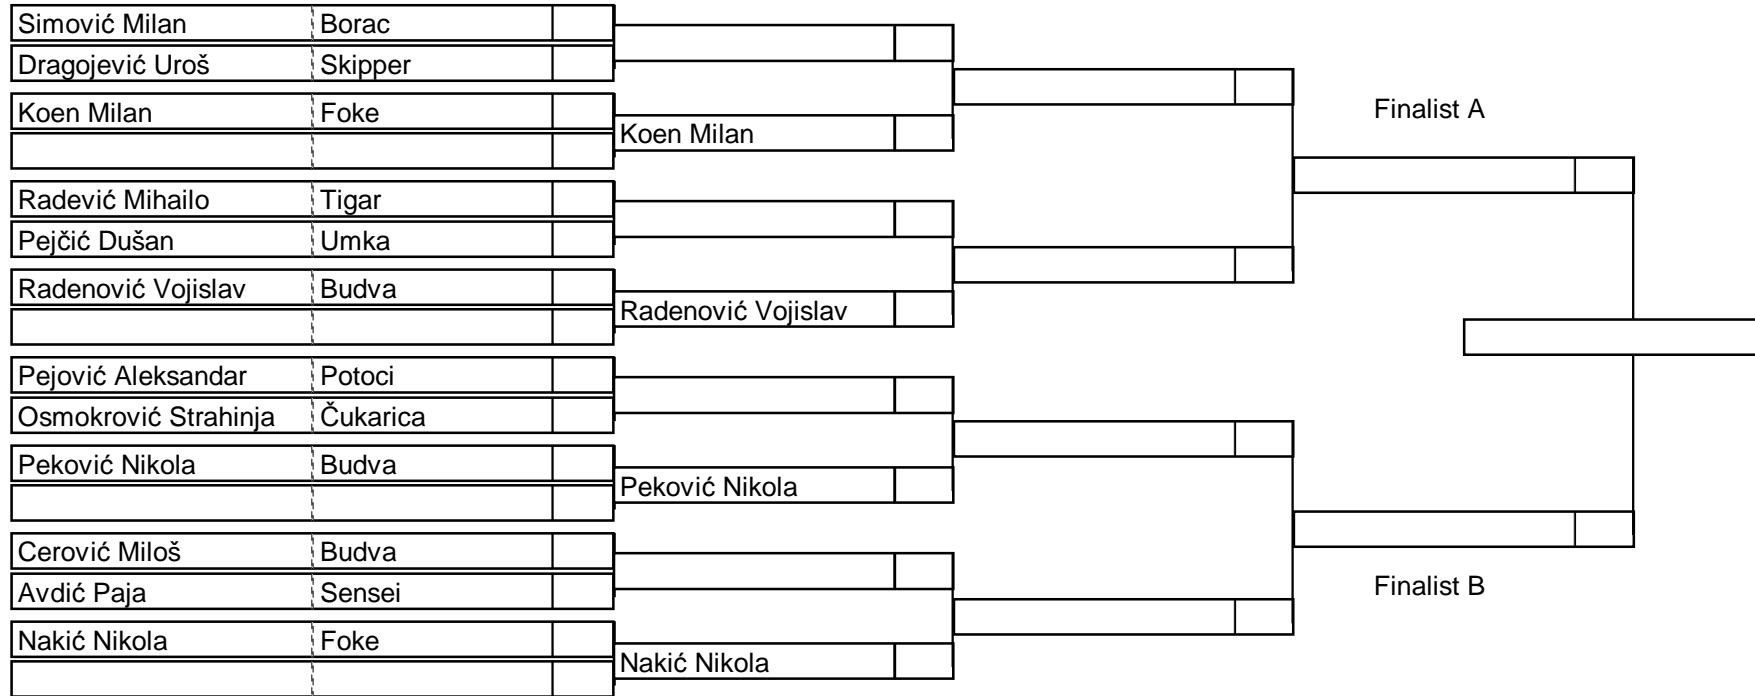 Simović Milan Borac
Dragojević Uroš Skipper
Koen Milan Foke
Koen Milan
Radević Mihailo Tigar
Pejčić Dušan Umka
Radenović Vojislav Budva
Radenović Vojislav
Pejović Aleksandar Potoci
Osmokrović Strahinja Čukarica
Peković Nikola Budva
Peković Nikola
Cerović Miloš Budva
Avdić Paja Sensei
Nakić Nikola Foke
Nakić Nikola
Finalist A
Finalist B